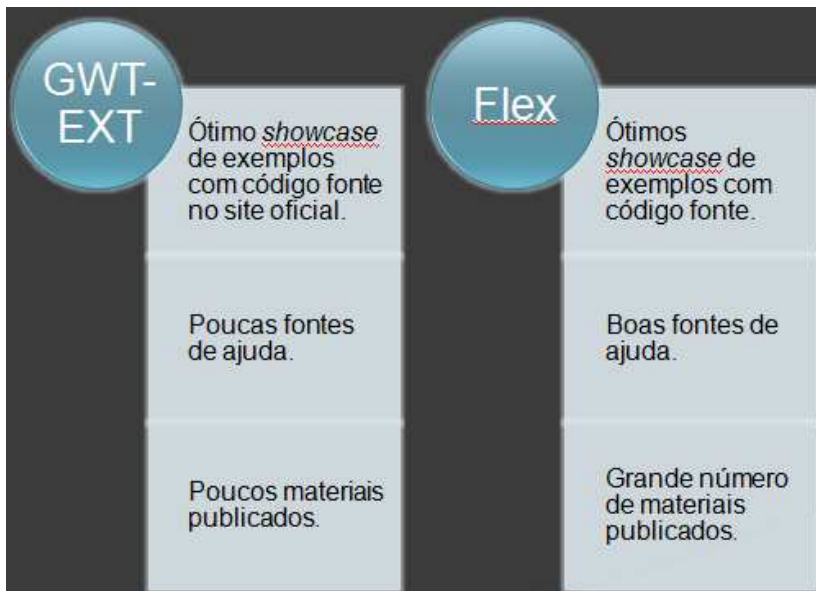 GWT-
EXT
Ótimo showcase
de exemplos
com código fonte
no site oficial.
Poucas fontes
de ajuda.
Poucos materiais
publicados.
Flex
Ótimos
showcase de
exemplos com
código fonte.
Boas fontes de
ajuda.
Grande número
de materiais
publicados.